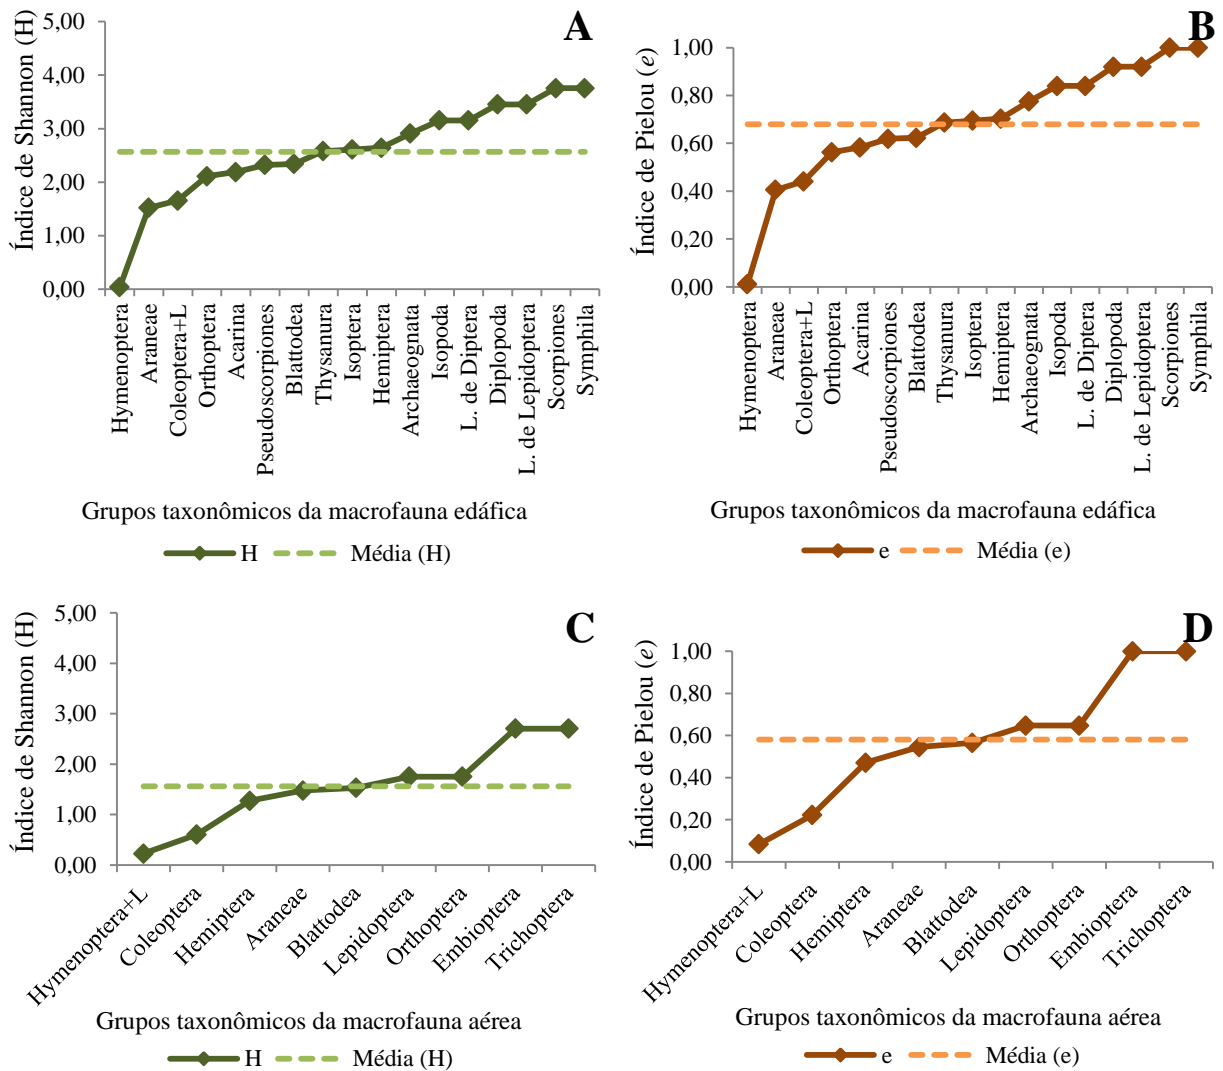 A
Índice de Shannon (H)
5,00
4,00
3,00
2,00
1,00
0,00
Hymenoptera
Araneae
Coleoptera+L
Orthoptera
Acarina
Pseudoscorpiones
Blattodea
Thysanura
Isoptera
Hemiptera
Archaeognata
Isopoda
L. de Diptera
Diplopoda
L. de Lepidoptera
Scorpiones
Symphila
Grupos taxonômicos da macrofauna edáfica
H
Média (H)
B
Índice de Pielou (e)
1,00
0,80
0,60
0,40
0,20
0,00
Hymenoptera
Araneae
Coleoptera+L
Orthoptera
Acarina
Pseudoscorpiones
Blattodea
Thysanura
Isoptera
Hemiptera
Archaeognata
Isopoda
L. de Diptera
Diplopoda
L. de Lepidoptera
Scorpiones
Symphila
Grupos taxonômicos da macrofauna edáfica
e
Média (e)
C
Índice de Shannon (H)
5,00
4,00
3,00
2,00
1,00
0,00
Hymenoptera+L
Coleoptera
Hemiptera
Araneae
Blattodea
Lepidoptera
Orthoptera
Embioptera
Trichoptera
Grupos taxonômicos da macrofauna aérea
H
Média (H)
D
Índice de Pielou (e)
1,00
0,80
0,60
0,40
0,20
0,00
Hymenoptera+L
Coleoptera
Hemiptera
Araneae
Blattodea
Lepidoptera
Orthoptera
Embioptera
Trichoptera
Grupos taxonômicos da macrofauna aérea
e
Média (e)